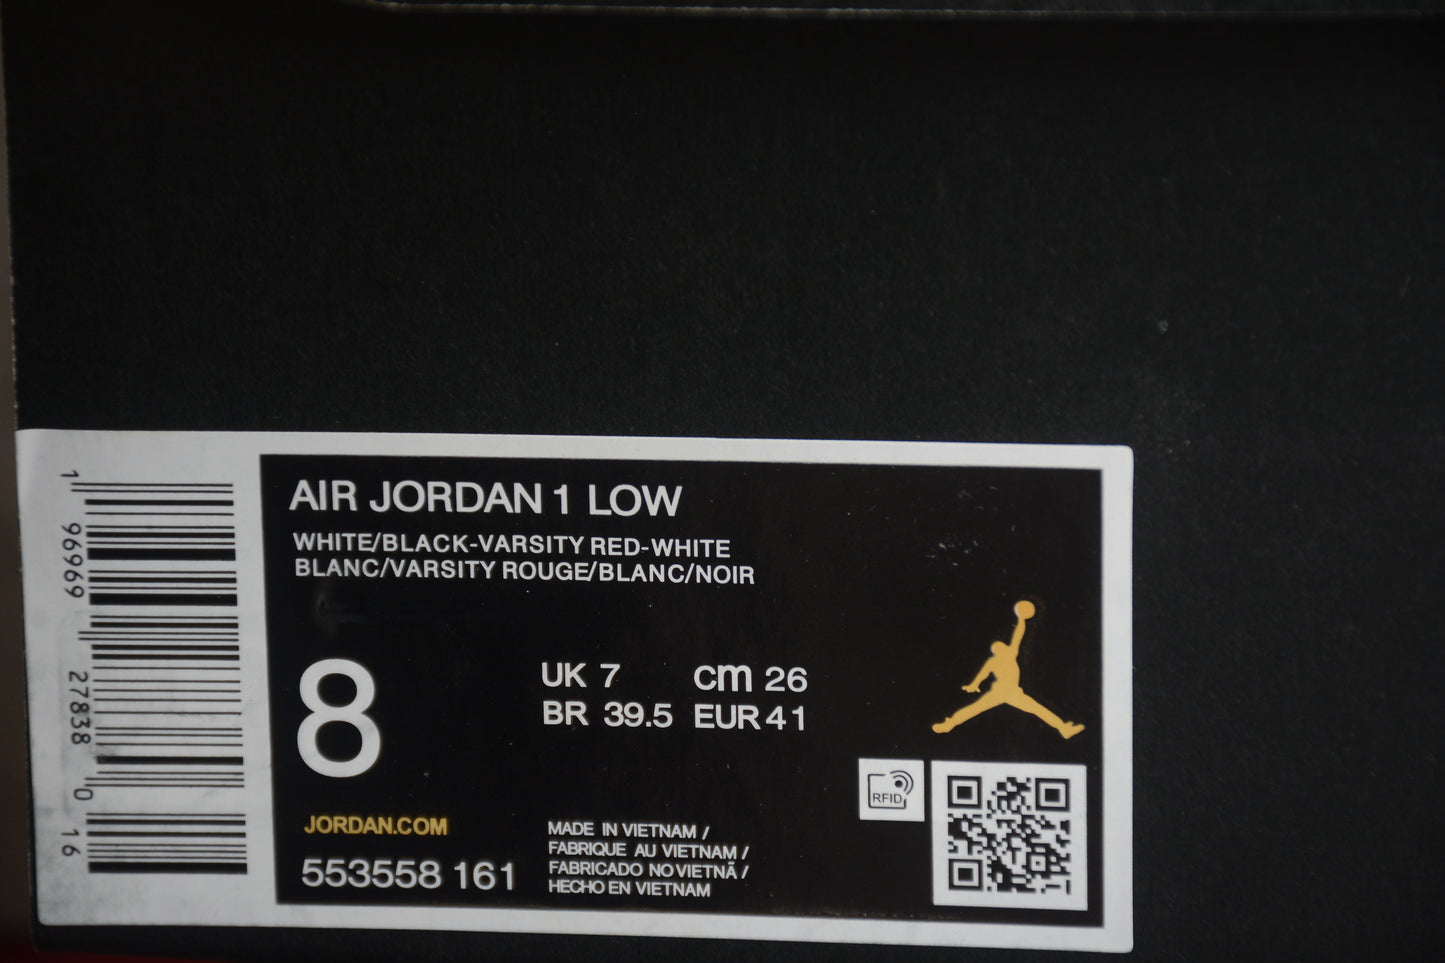 AIR JORDAN 1 LOW
WHITE/BLACK-VARSITY RED-WHITE
BLANC/VARSITY ROUGE/BLANC/NOIR
8
UK 7 cm 26
BR 39.5 EUR 41
JORDAN.COM
553558 161
MADE IN VIETNAM /
FABRIQUE AU VIETNAM /
FABRICADO NO VIETNÃ /
HECHO EN VIETNAM
RFID
1 96969 27838 0 16